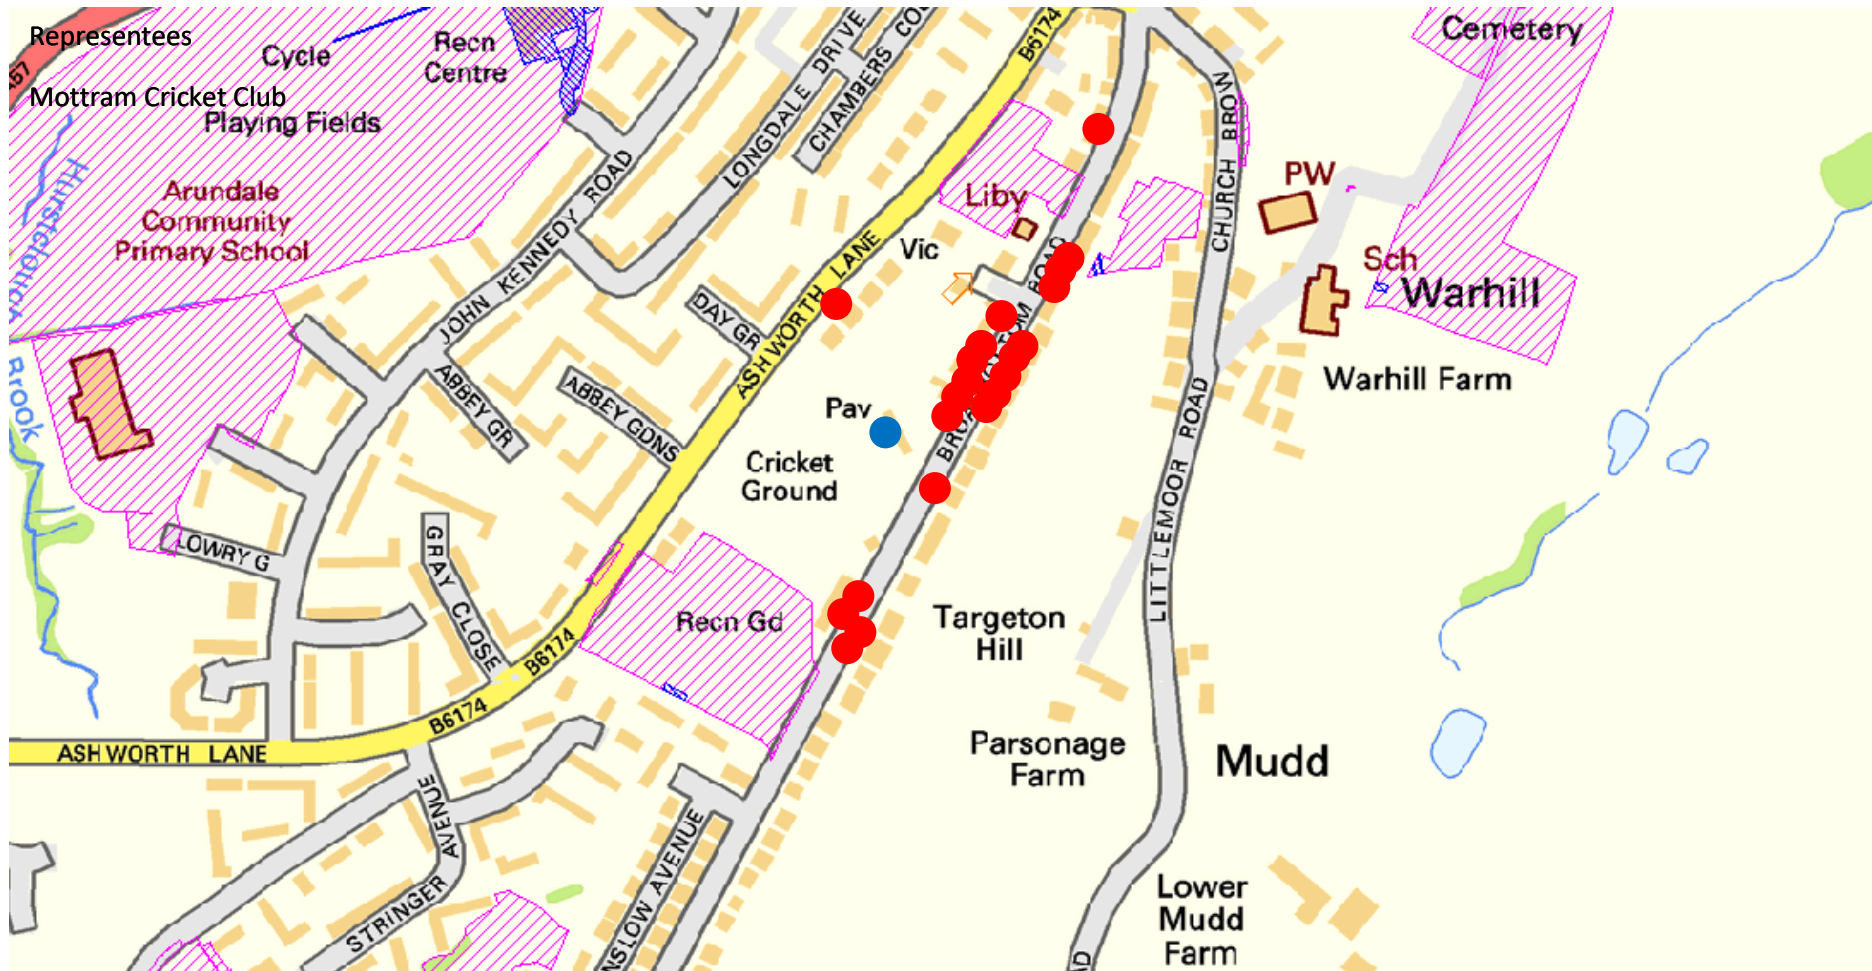 Representees
Mottram Cricket Club
Cycle
Recn
Centre
Playing Fields
Arundale
Community
Primary School
Hurstclough
Brook
JOHN KENNEDY ROAD
LONGDALE DRIVE
CHAMBERS
B6174
Cemetery
CHURCH BROW
PW
Sch
Warhill
Warhill Farm
Liby
Vic
ASHWORTH LANE
DAY GR
ABBEY GR
ABBEY GDNS
Pav
Cricket
Ground
LITTLEMOOR ROAD
LOWRY G
GRAY CLOSE
Recn Gd
Targeton
Hill
B6174
B6174
ASHWORTH LANE
Parsonage
Farm
Mudd
AVENUE
STRINGER
NSLOW AVENUE
Lower
Mudd
Farm